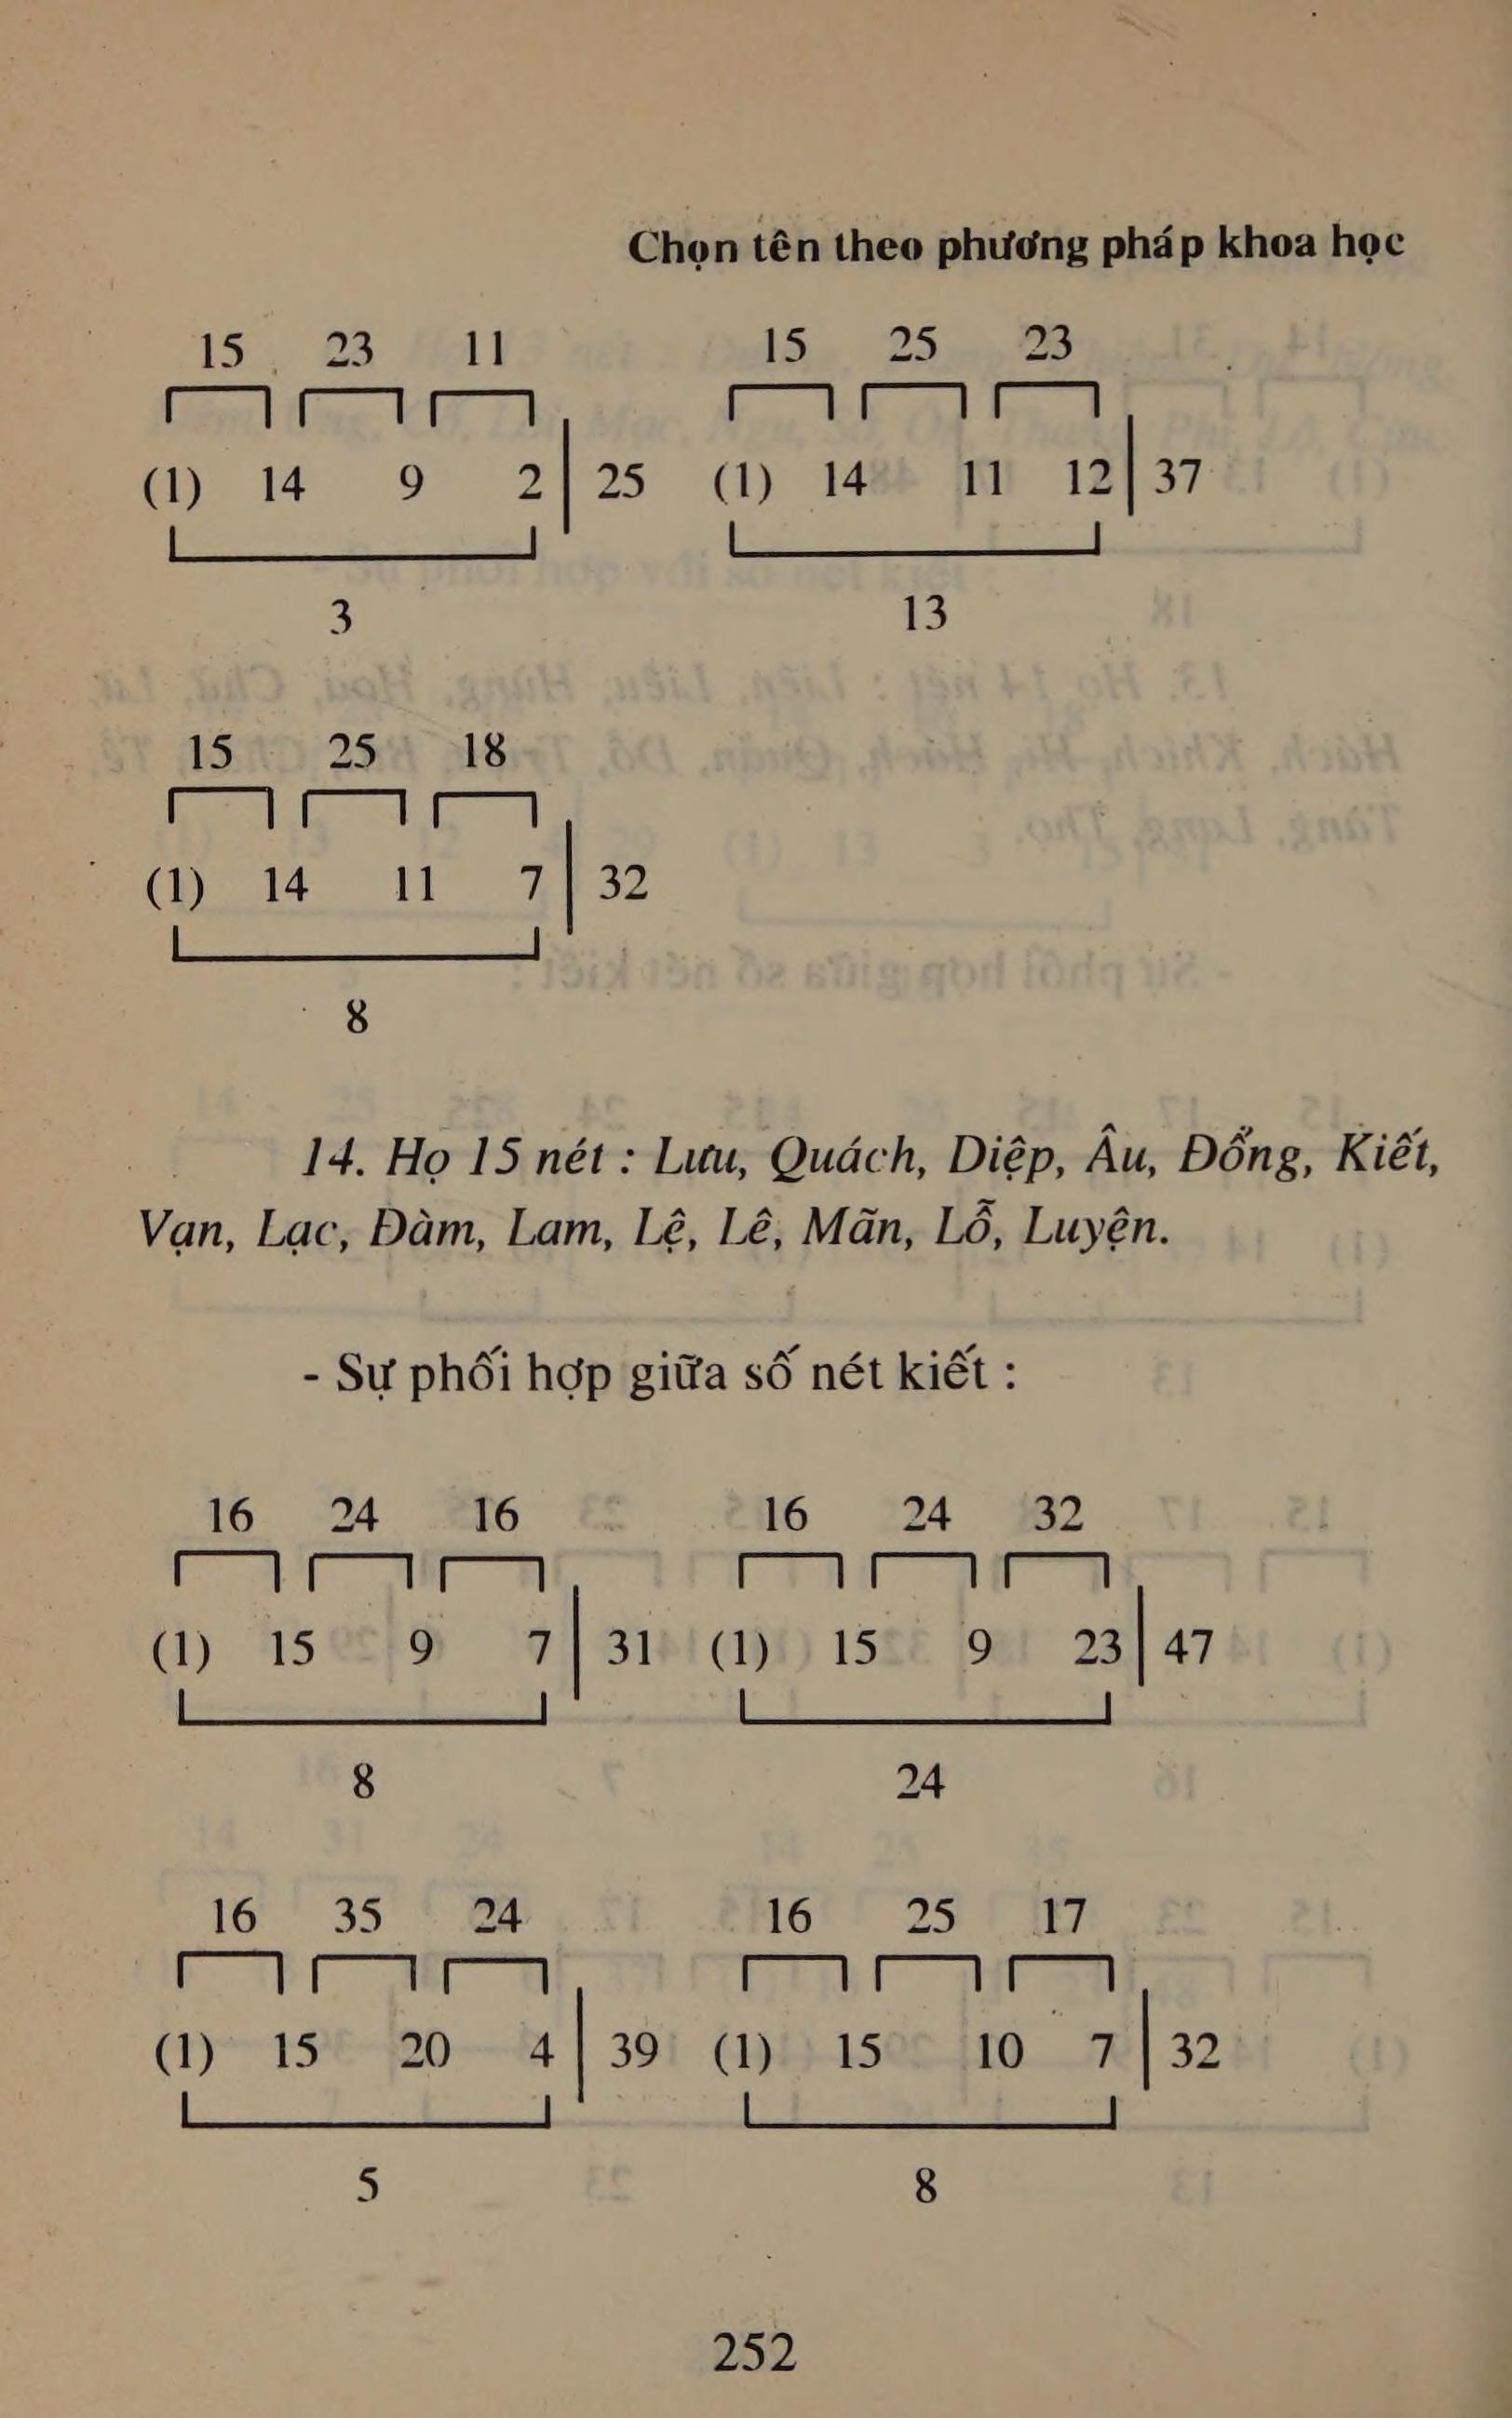 Chọn tên theo phương pháp khoa học
15 23 11 15 25 23
(1) 14 9 2 25 (1) 14 11 12 37
3 13
15 25 18
(1) 14 11 7 32
8
14. Họ 15 nét : Lưu, Quách, Diệp, Âu, Đổng, Kiết,
Vạn, Lạc, Đàm, Lam, Lệ, Lê, Mãn, Lỗ, Luyện.
- Sự phối hợp giữa số nét kiết :
16 24 16 16 24 32
(1) 15 9 7 31 (1) 15 9 23 47
8 24
16 35 24 16 25 17
(1) 15 20 4 39 (1) 15 10 7 32
5 8
252